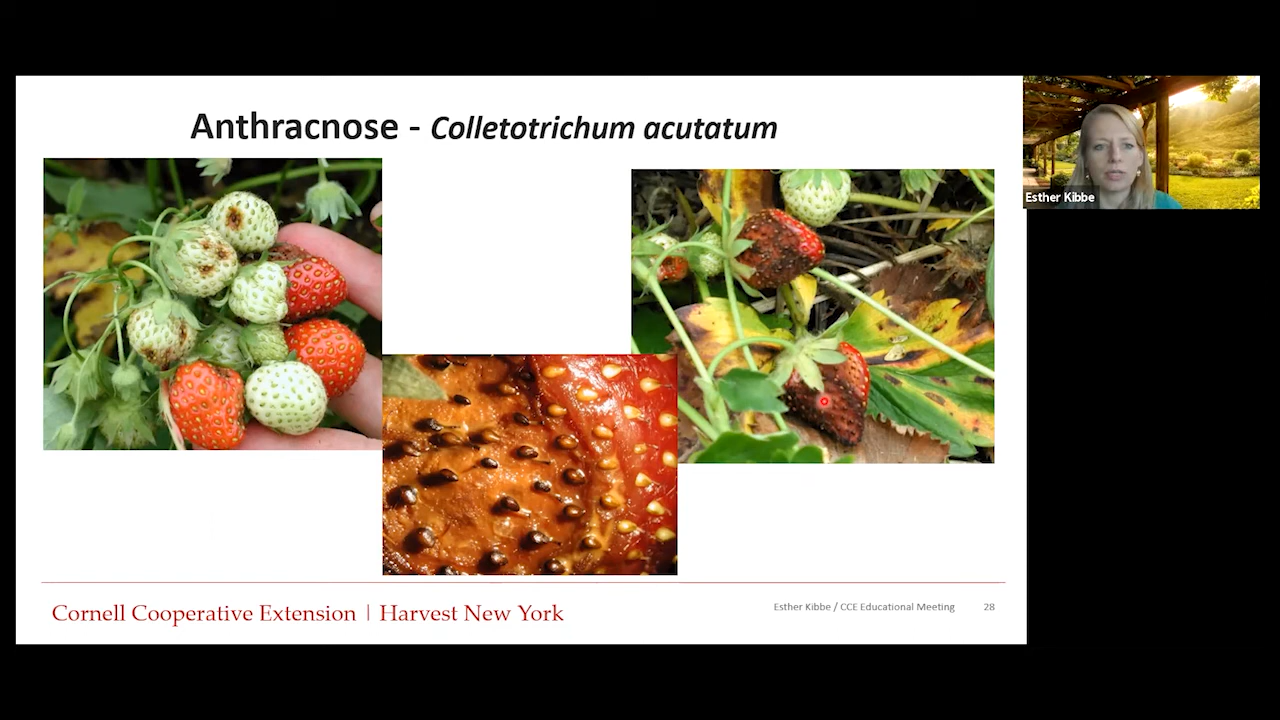 Anthracnose - Colletotrichum acutatum
Esther Kibbe
Cornell Cooperative Extension | Harvest New York
Esther Kibbe / CCE Educational Meeting 28